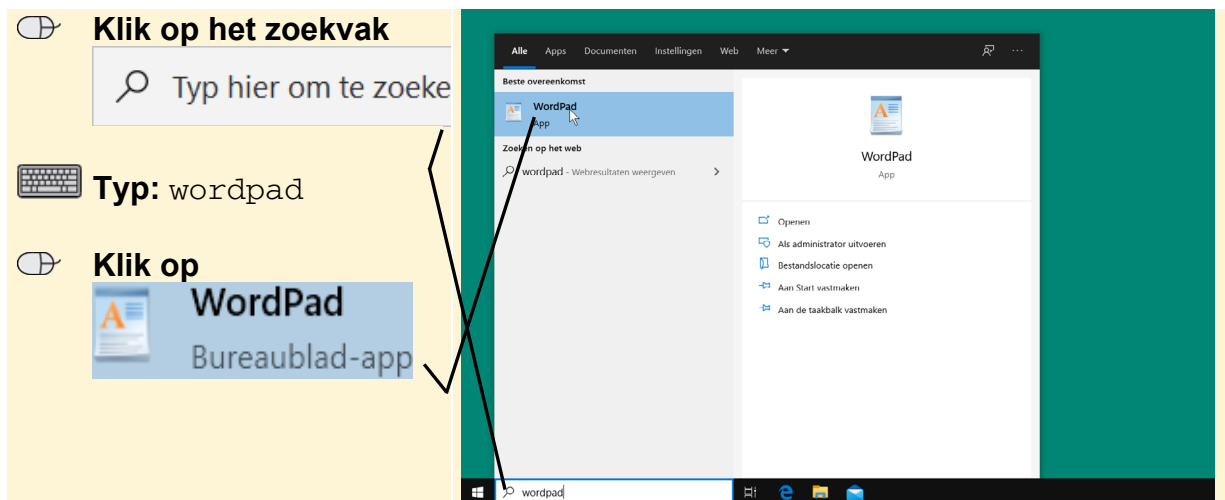 Klik op het zoekvak
Typ hier om te zoeke
Typ: wordpad
Klik op
WordPad
Bureaublad-app
Alle Apps Documenten Instellingen Web Meer
Beste overeenkomst
WordPad
App
Zoeken op het web
wordpad - Webresultaten weergeven
WordPad
App
Openen
Als administrator uitvoeren
Bestandslocatie openen
Aan Start vastmaken
Aan de taakbalk vastmaken
wordpad